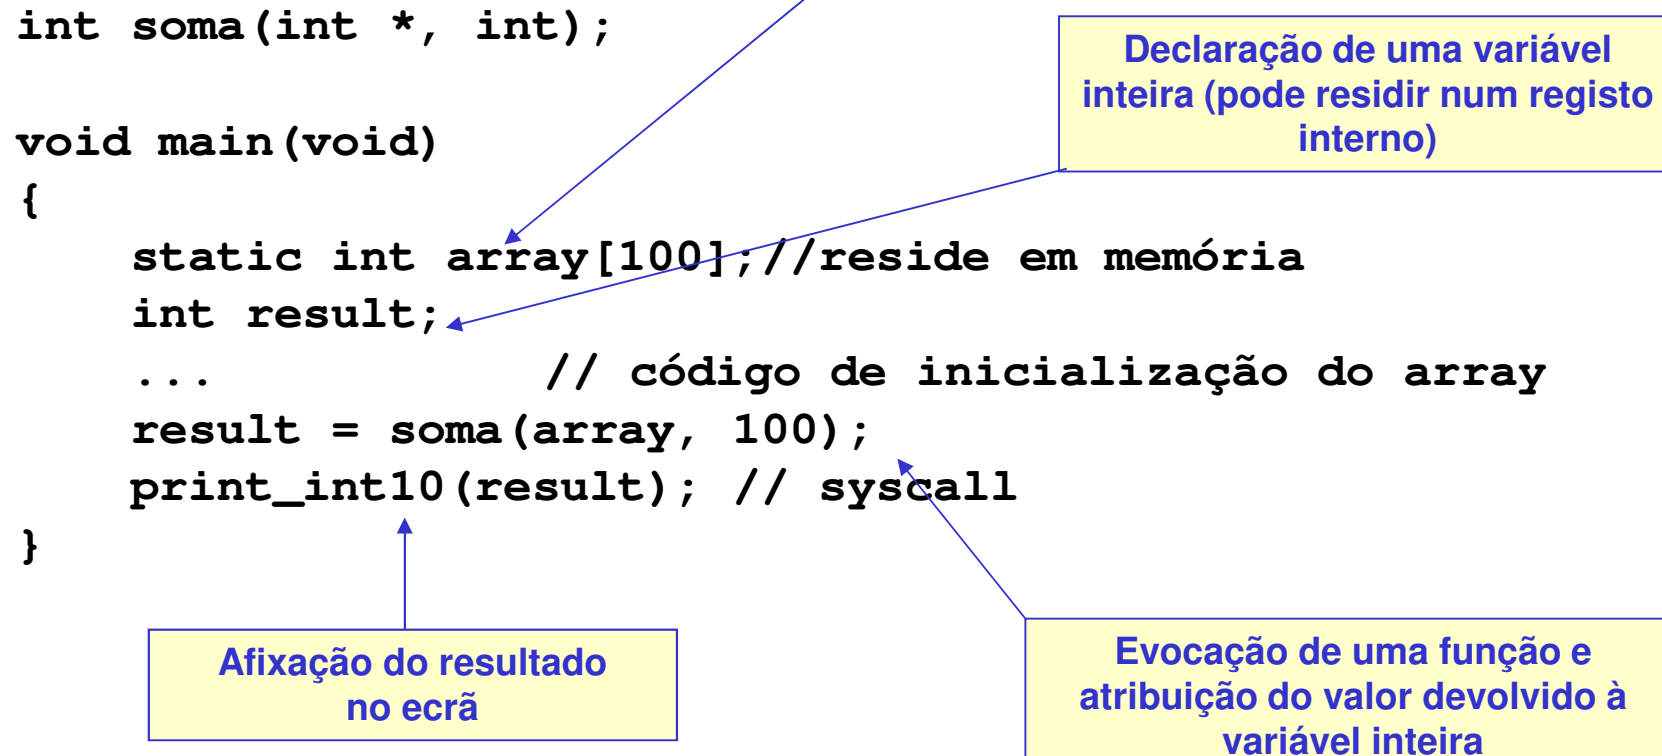 int soma(int *, int);
Declaração de uma variável
inteira (pode residir num registo
interno)
void main(void)
{
static int array[100];//reside em memória
int result;
... // código de inicialização do array
result = soma(array, 100);
print_int10(result); // syscall
}
Afixação do resultado
no ecrã
Evocação de uma função e
atribuição do valor devolvido à
variável inteira